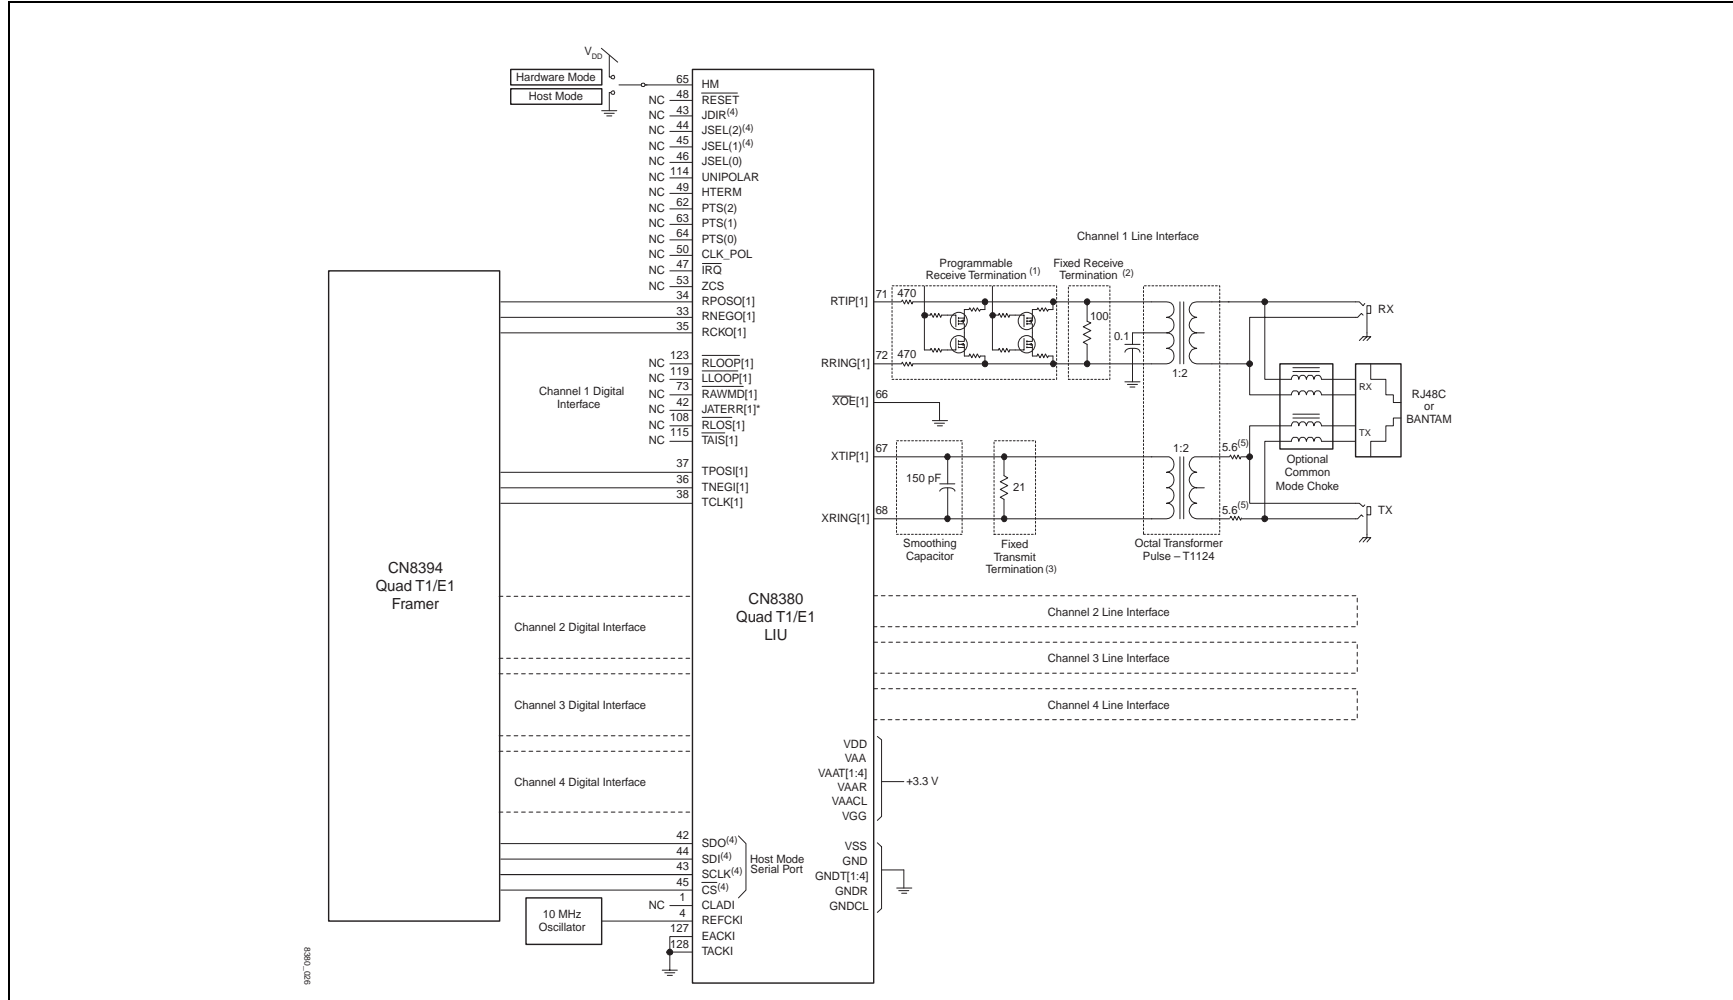 VDD
Hardware Mode
Host Mode
65 HM
NC 48 RESET
NC 43 JDIR(4)
NC 44 JSEL(2)(4)
NC 45 JSEL(1)(4)
NC 46 JSEL(0)
NC 114 UNIPOLAR
NC 49 HTERM
NC 62 PTS(2)
NC 63 PTS(1)
NC 64 PTS(0)
NC 50 CLK_POL
NC 47 IRQ
NC 53 ZCS
34 RPOSO[1]
33 RNEGO[1]
35 RCKO[1]
Channel 1 Digital
Interface
NC 123 RLOOP[1]
NC 119 LLOOP[1]
NC 73 RAWMD[1]
NC 42 JATERR[1]*
NC 108 RLOS[1]
NC 115 TAIS[1]
37 TPOSI[1]
36 TNEGI[1]
38 TCLK[1]
CN8394
Quad T1/E1
Framer
CN8380
Quad T1/E1
LIU
Channel 2 Digital Interface
Channel 3 Digital Interface
Channel 4 Digital Interface
42 SDO(4)
44 SDI(4)
43 SCLK(4)
45 CS(4)
Host Mode
Serial Port
NC 1 CLADI
4 REFCKI
127 EACKI
128 TACKI
10 MHz
Oscillator
Channel 1 Line Interface
Programmable
Receive Termination (1)
Fixed Receive
Termination (2)
RTIP[1] 71 470
100
0.1
RRING[1] 72 470
1:2
XOE[1] 66
XTIP[1] 67
150 pF
21
1:2
5.6(5)
XRING[1] 68
5.6(5)
Smoothing
Capacitor
Fixed
Transmit
Termination (3)
Octal Transformer
Pulse – T1124
RX
RX
TX
RJ48C
or
BANTAM
Optional
Common
Mode Choke
TX
Channel 2 Line Interface
Channel 3 Line Interface
Channel 4 Line Interface
VDD
VAA
VAAT[1:4]
VAAR
VAACL
VGG
+3.3 V
VSS
GND
GNDT[1:4]
GNDR
GNDCL
8380_026